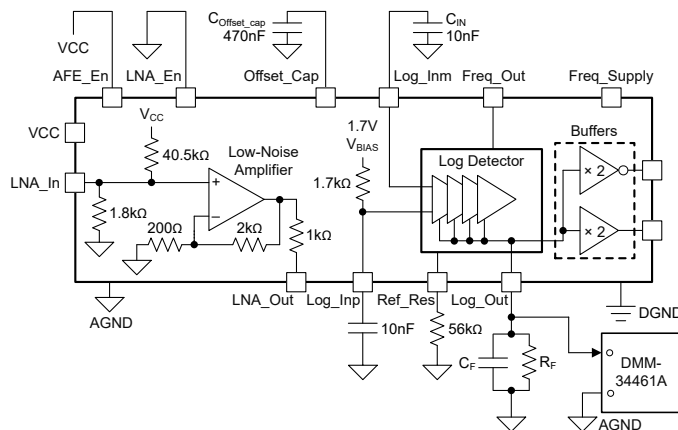 C_Offset_cap
470nF
C_IN
10nF
VCC
AFE_En
LNA_En
Offset_Cap
Log_Inm
Freq_Out
Freq_Supply
VCC
V_CC
40.5kΩ
Low-Noise
Amplifier
1.7V
V_BIAS
1.7kΩ
Log Detector
Buffers
× 2
× 2
LNA_In
+
−
1.8kΩ
200Ω
2kΩ
1kΩ
LNA_Out
Log_Inp
Ref_Res
Log_Out
AGND
DGND
10nF
56kΩ
C_F
R_F
DMM-
34461A
AGND